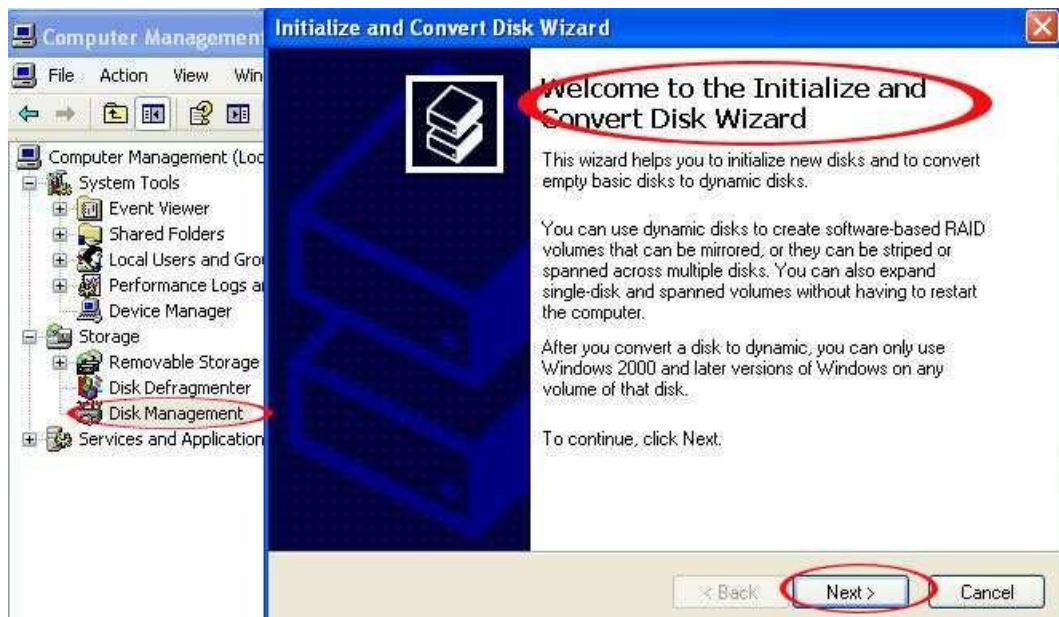 Computer Management
File Action View Win
Computer Management (Loc
System Tools
Event Viewer
Shared Folders
Local Users and Grou
Performance Logs a
Device Manager
Storage
Removable Storage
Disk Defragmenter
Disk Management
Services and Application
Initialize and Convert Disk Wizard
Welcome to the Initialize and
Convert Disk Wizard
This wizard helps you to initialize new disks and to convert
empty basic disks to dynamic disks.
You can use dynamic disks to create software-based RAID
volumes that can be mirrored, or they can be striped or
spanned across multiple disks. You can also expand
single-disk and spanned volumes without having to restart
the computer.
After you convert a disk to dynamic, you can only use
Windows 2000 and later versions of Windows on any
volume of that disk.
To continue, click Next.
< Back Next > Cancel